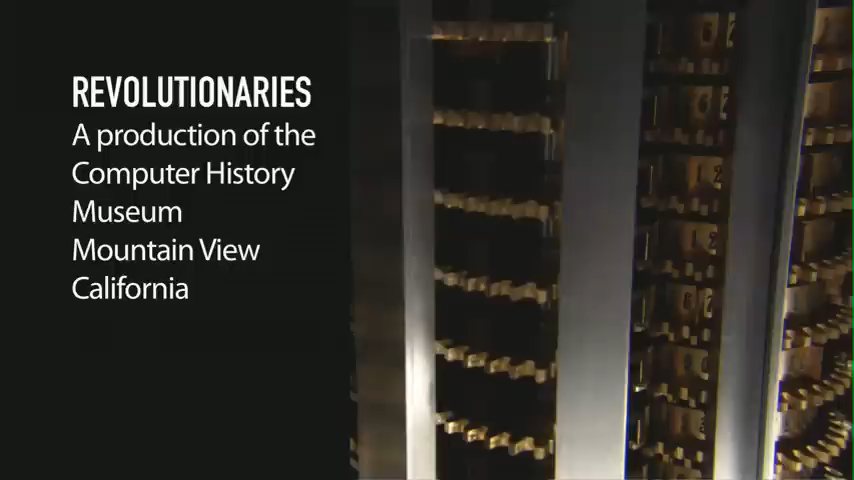 REVOLUTIONARIES
A production of the
Computer History
Museum
Mountain View
California